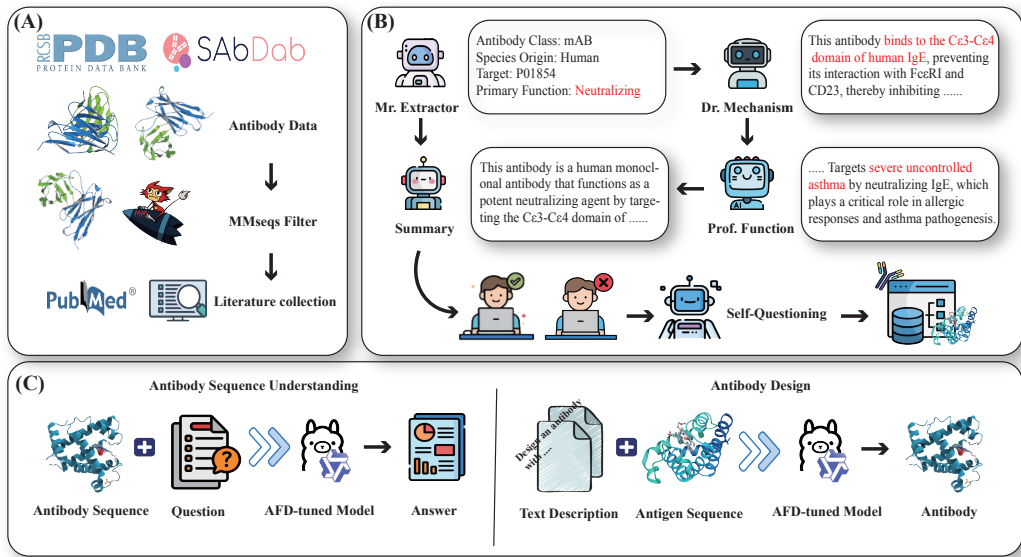 (A)
RCSB
PDB
PROTEIN DATA BANK
SAbDab
Antibody Data
MMseqs Filter
PubMed®
Literature collection
(B)
Mr. Extractor
Antibody Class: mAB
Species Origin: Human
Target: P01854
Primary Function: Neutralizing
Dr. Mechanism
This antibody binds to the Cε3-Cε4
domain of human IgE, preventing
its interaction with FcεRI and
CD23, thereby inhibiting ......
Summary
This antibody is a human monocl-
onal antibody that functions as a
potent neutralizing agent by targe-
ting the Cε3-Cε4 domain of ......
AI
Prof. Function
..... Targets severe uncontrolled
asthma by neutralizing IgE, which
plays a critical role in allergic
responses and asthma pathogenesis.
Self-Questioning
(C)
Antibody Sequence Understanding
?
Antibody Sequence
Question
AFD-tuned Model
Answer
Antibody Design
Design an antibody
with ....
Text Description
Antigen Sequence
AFD-tuned Model
Antibody